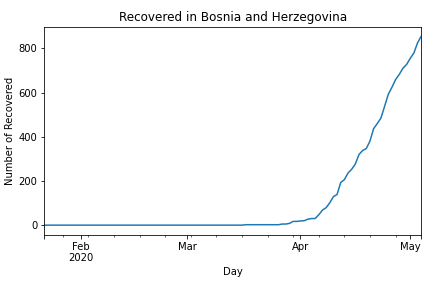 Recovered in Bosnia and Herzegovina
Number of Recovered
800
600
400
200
0
Feb
2020
Mar
Apr
May
Day